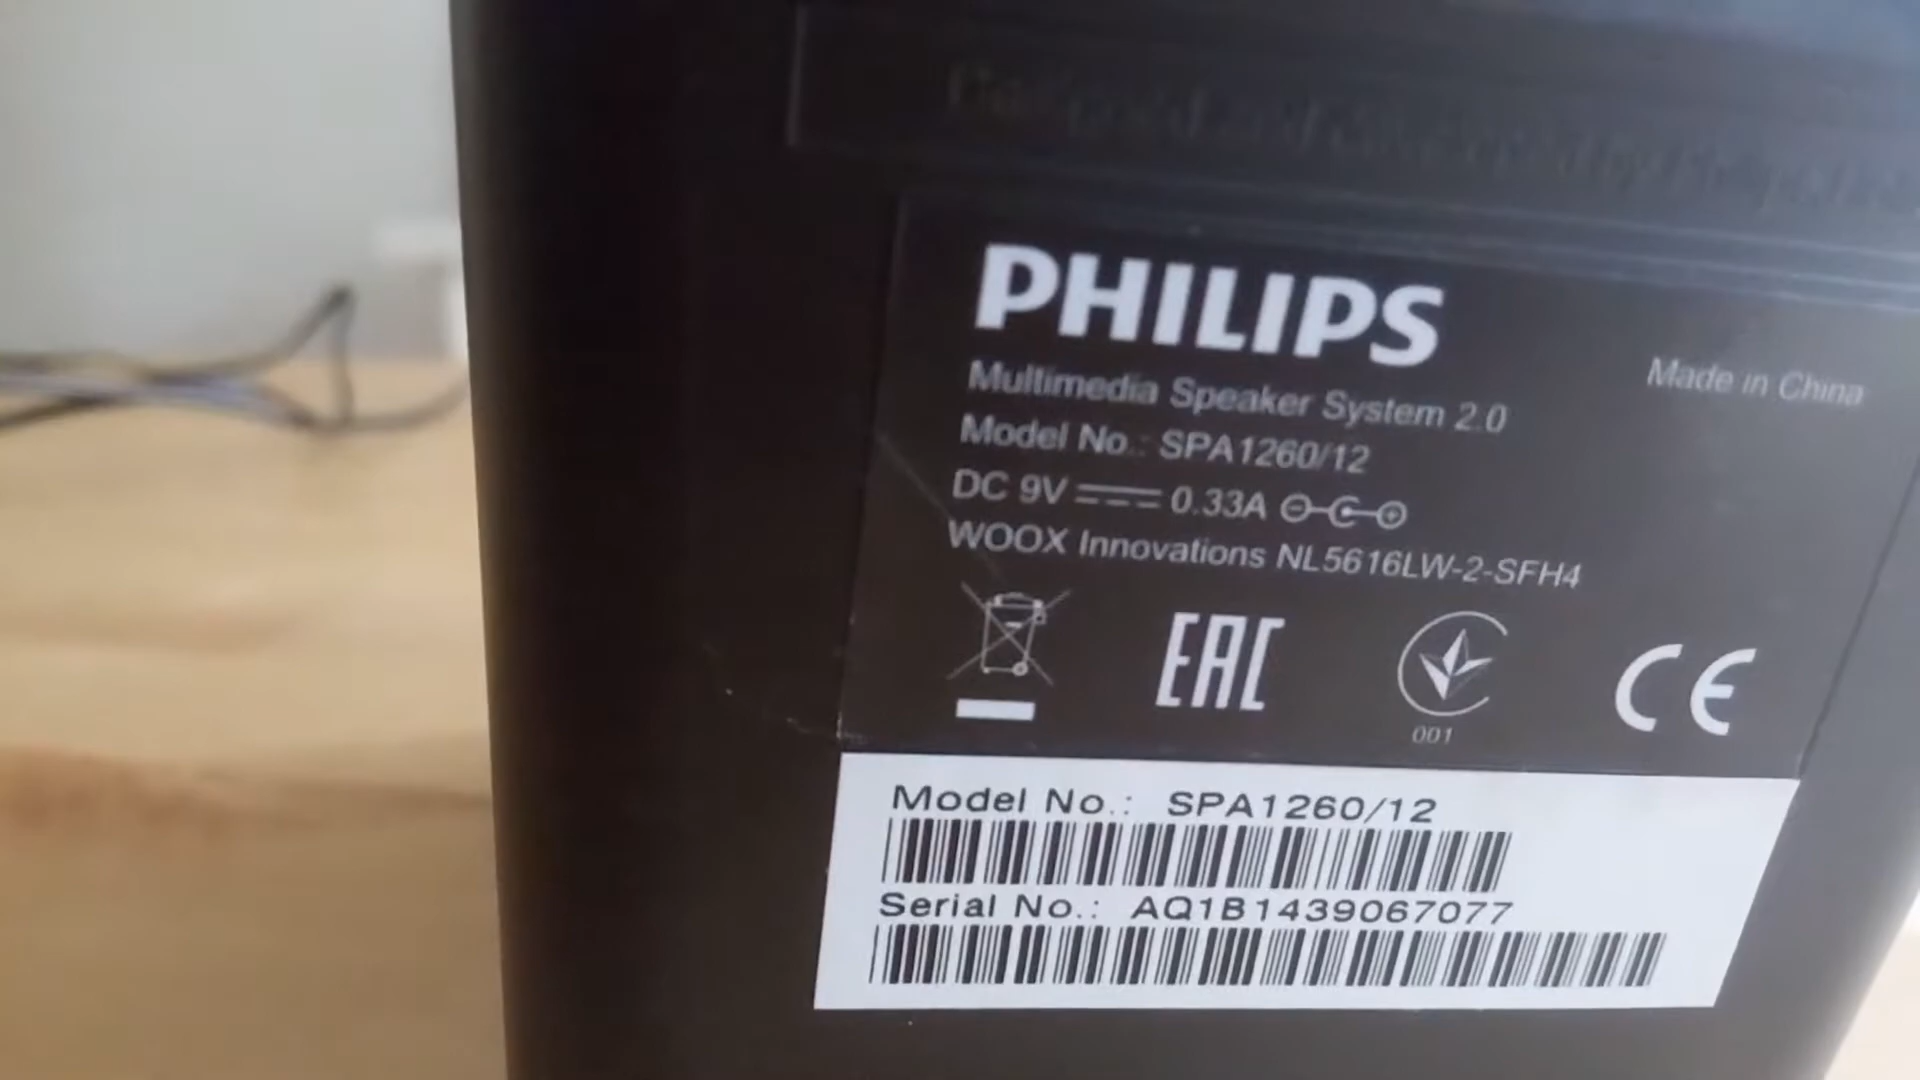 PHILIPS
Made in China
Multimedia Speaker System 2.0
Model No.: SPA1260/12
DC 9V 0.33A
WOOX Innovations NL5616LW-2-SFH4
EAC
001
CE
Model No.: SPA1260/12
Serial No.: AQ1B1439067077